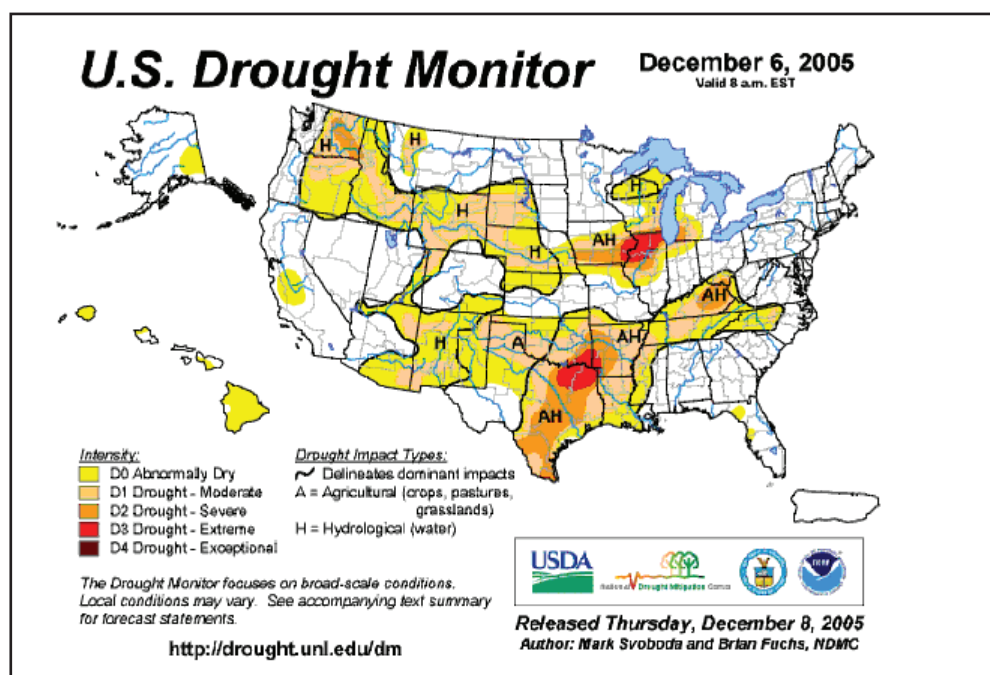 U.S. Drought Monitor
December 6, 2005
Valid 8 a.m. EST
H
H
H
H
AH
H
AH
H
A
AH
AH
Intensity:
D0 Abnormally Dry
D1 Drought - Moderate
D2 Drought - Severe
D3 Drought - Extreme
D4 Drought - Exceptional
Drought Impact Types:
Delineates dominant impacts
A = Agricultural (crops, pastures,
grasslands)
H = Hydrological (water)
The Drought Monitor focuses on broad-scale conditions.
Local conditions may vary. See accompanying text summary
for forecast statements.
http://drought.unl.edu/dm
USDA
National Drought Mitigation Center
Released Thursday, December 8, 2005
Author: Mark Svoboda and Brian Fuchs, NDMC